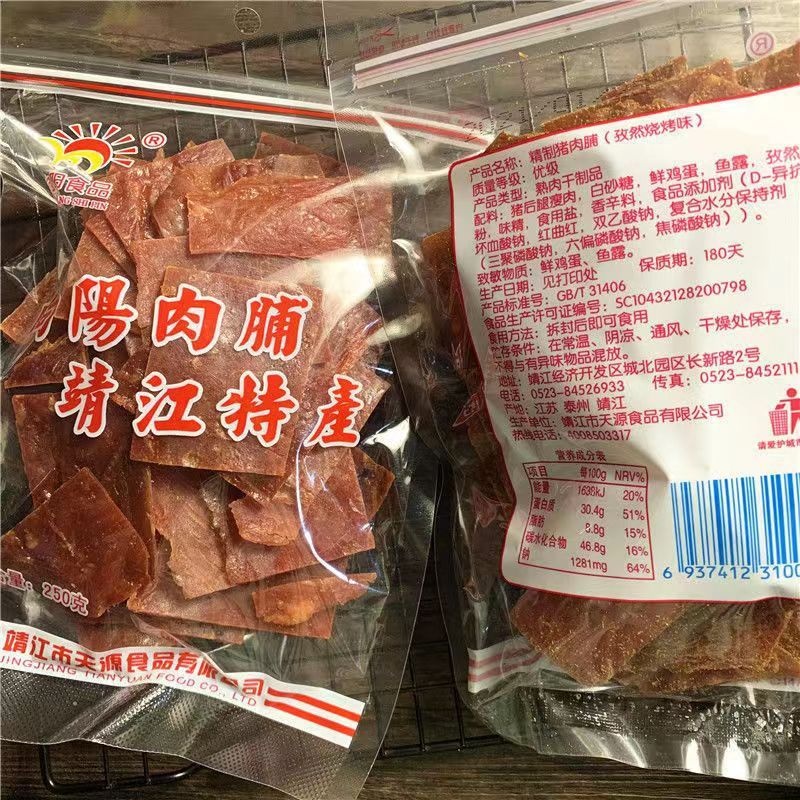 ®
食品
NG SHI PIN
陽肉脯
靖江特產
量：250克
靖江市天源食品有限公司
JINGJIANG TIANYUAN FOOD CO., LTD
®
产品名称：精制猪肉脯（孜然烧烤味）
质量等级：优级
产品类型：熟肉干制品
配料：猪后腿瘦肉，白砂糖，鲜鸡蛋，鱼露，孜然
粉，味精，食用盐，香辛料，食品添加剂（D-异抗
坏血酸钠，红曲红，双乙酸钠，复合水分保持剂
（三聚磷酸钠，六偏磷酸钠，焦磷酸钠））。
致敏物质：鲜鸡蛋、鱼露。
生产日期：见打印处 保质期：180天
产品标准号：GB/T 31406
食品生产许可证编号：SC10432128200798
食用方法：拆封后即可食用
贮存条件：在常温、阴凉、通风、干燥处保存，
不得与有异味物品混放。
地址：靖江经济开发区城北园区长新路2号
电话：0523-84526933 传真：0523-8452111
产地：江苏 泰州 靖江
生产单位：靖江市天源食品有限公司
热线电话：4008503317
营养成分表
项目 每100g NRV%
能量 1636kJ 20%
蛋白质 30.4g 51%
脂肪 8.8g 15%
碳水化合物 46.8g 16%
钠 1281mg 64%
6 937412 3100
请爱护城市